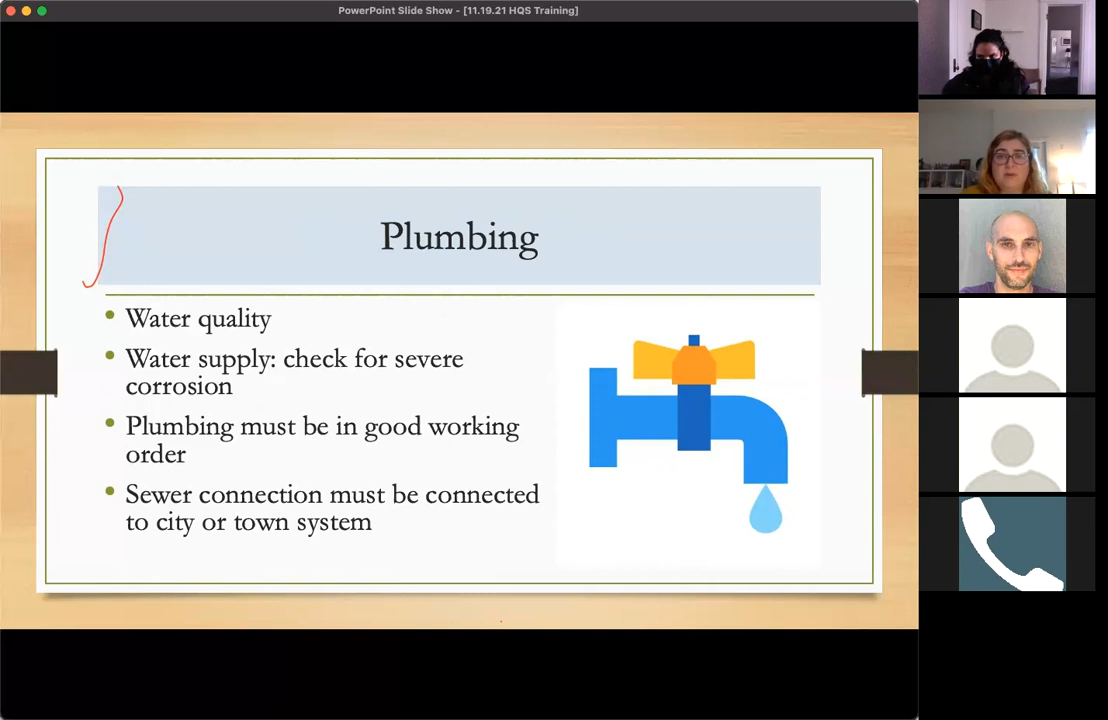 PowerPoint Slide Show - [11.19.21 HQS Training]
Plumbing
• Water quality
• Water supply: check for severe
corrosion
• Plumbing must be in good working
order
• Sewer connection must be connected
to city or town system